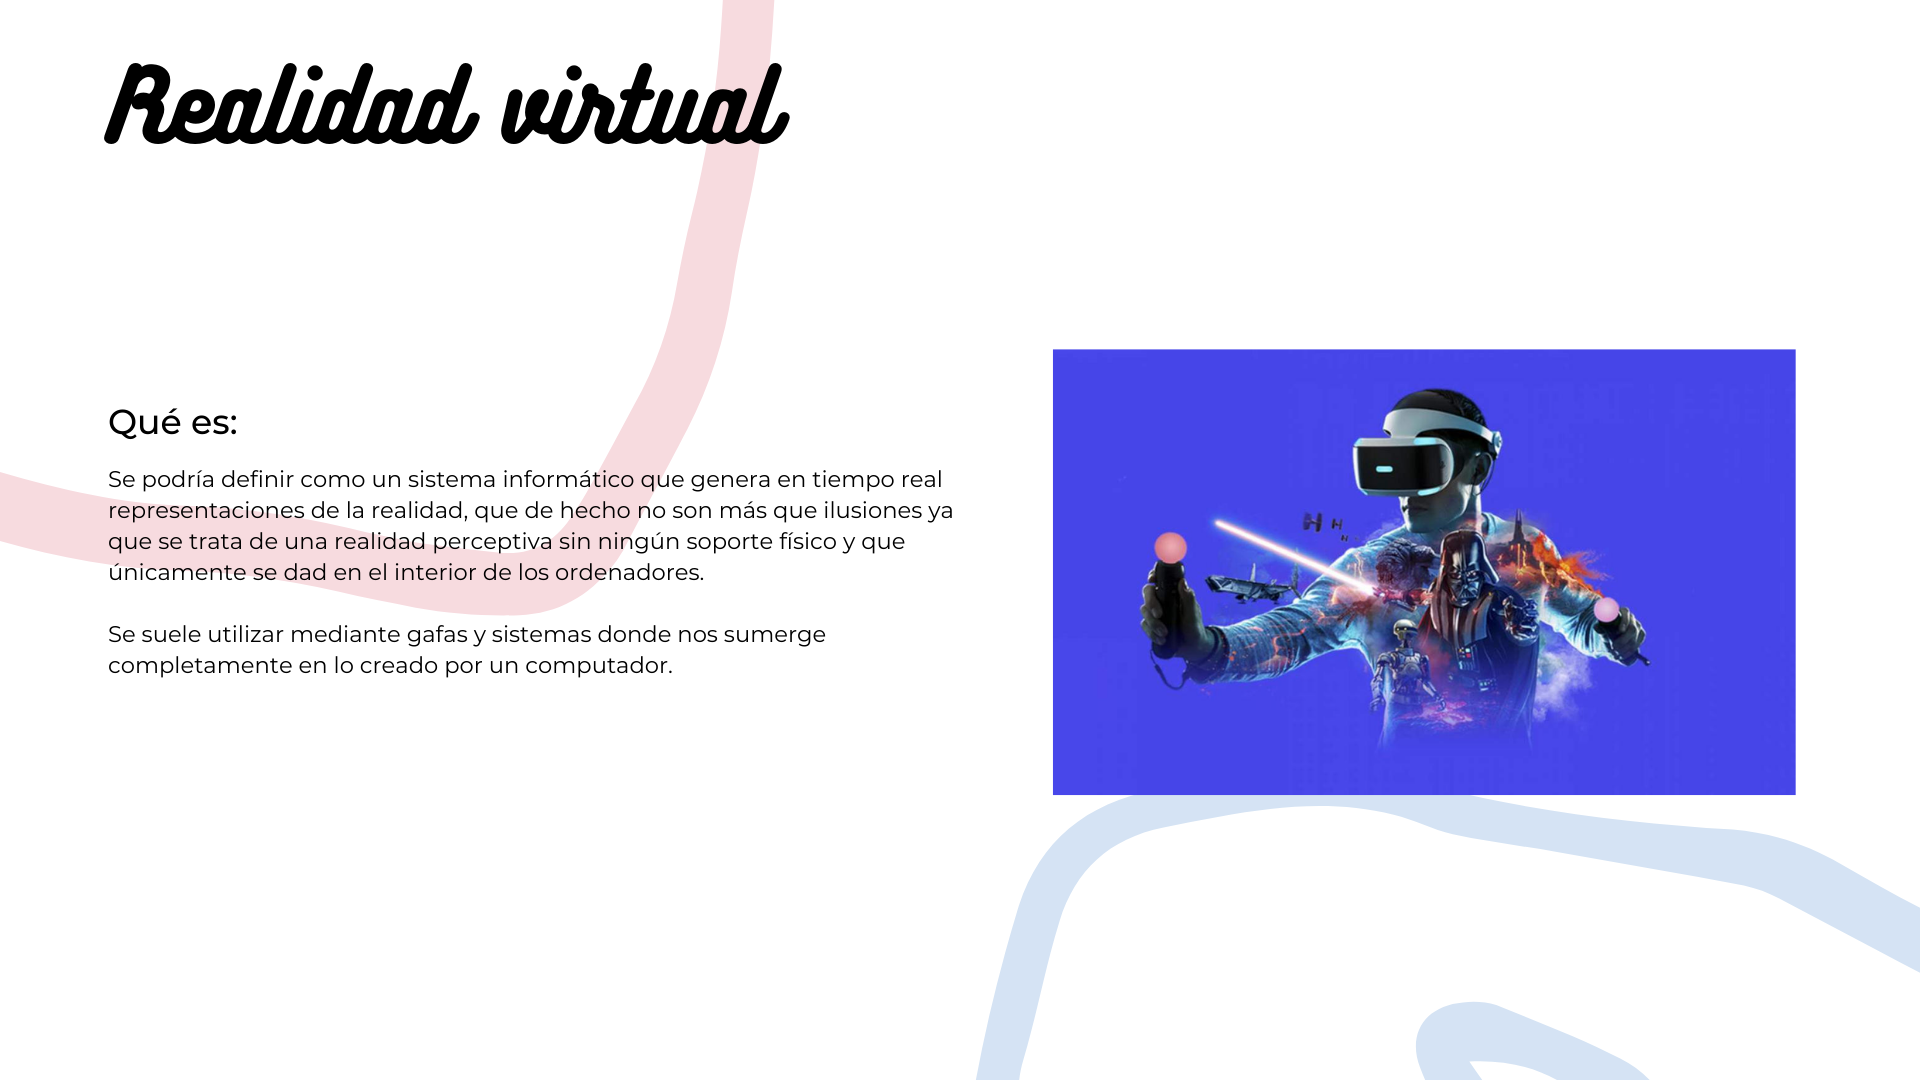 Realidad virtual
Qué es:
Se podría definir como un sistema informático que genera en tiempo real
representaciones de la realidad, que de hecho no son más que ilusiones ya
que se trata de una realidad perceptiva sin ningún soporte físico y que
únicamente se dad en el interior de los ordenadores.
Se suele utilizar mediante gafas y sistemas donde nos sumerge
completamente en lo creado por un computador.